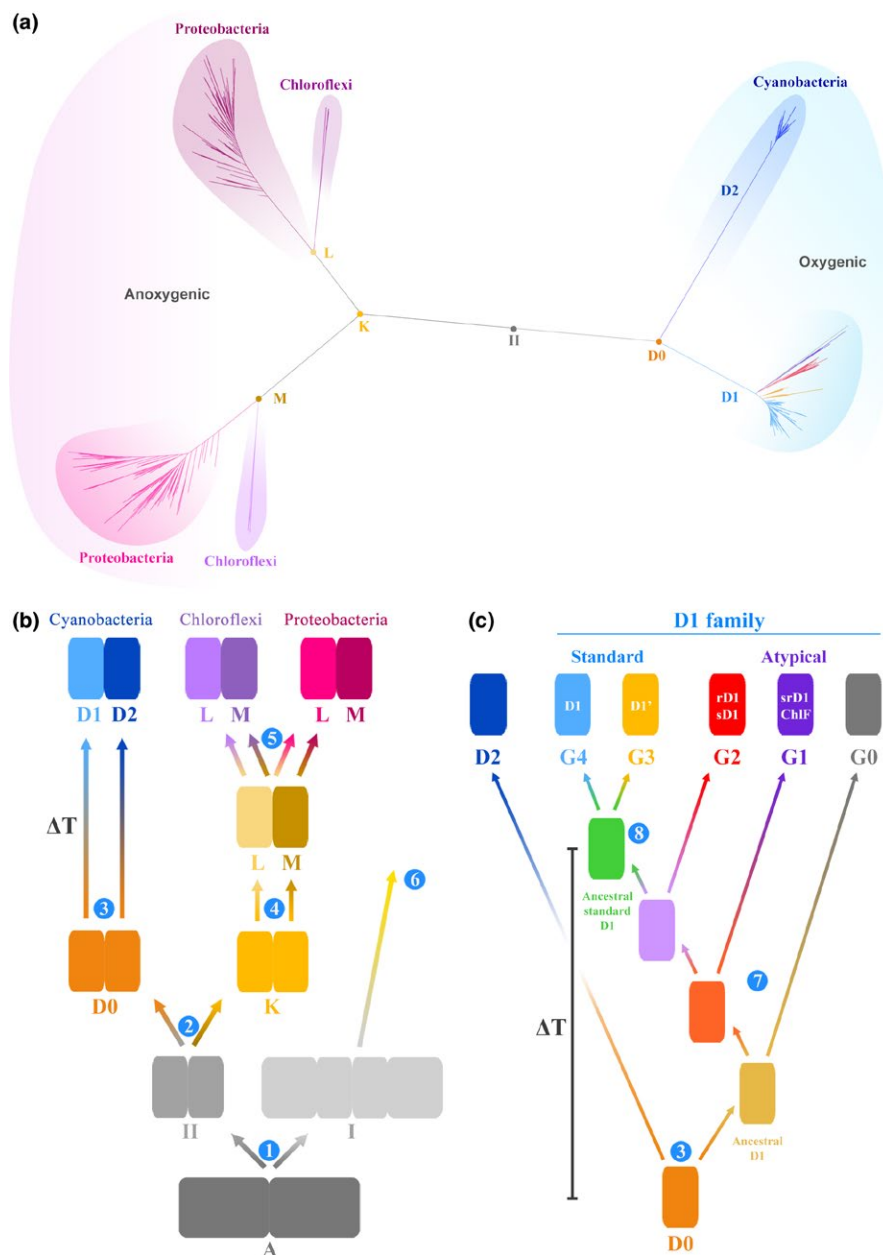 (a)
Proteobacteria
Chloroflexi
Cyanobacteria
D2
L
Oxygenic
Anoxygenic
K
II
D0
D1
M
Proteobacteria
Chloroflexi
(b)
Cyanobacteria
Chloroflexi
Proteobacteria
D1 D2
L M
L M
5
ΔT
L M
6
3
4
D0
K
2
II
I
1
A
(c)
D1 family
Standard
Atypical
D1
D1'
rD1
sD1
srD1
ChlF
D2
G4
G3
G2
G1
G0
8
Ancestral
standard
D1
7
ΔT
Ancestral
D1
3
D0